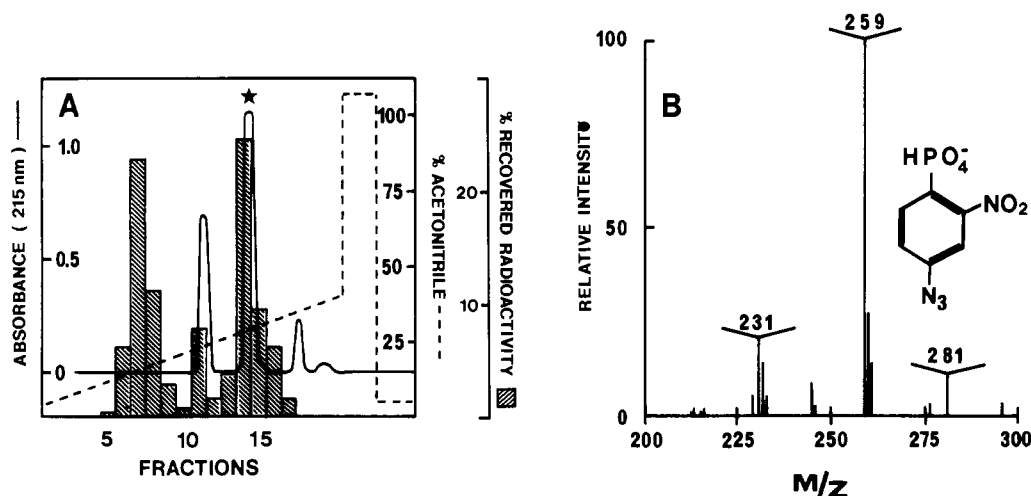 A
★
ABSORBANCE ( 215 nm ) —
1.0
0.5
0
100
75
50
25
% ACETONITRILE ----
20
10
% RECOVERED RADIOACTIVITY
5 10 15
FRACTIONS
B
RELATIVE INTENSITY
100
50
0
259
231
281
HPO₄⁻
NO₂
N₃
200 225 250 275 300
M/Z